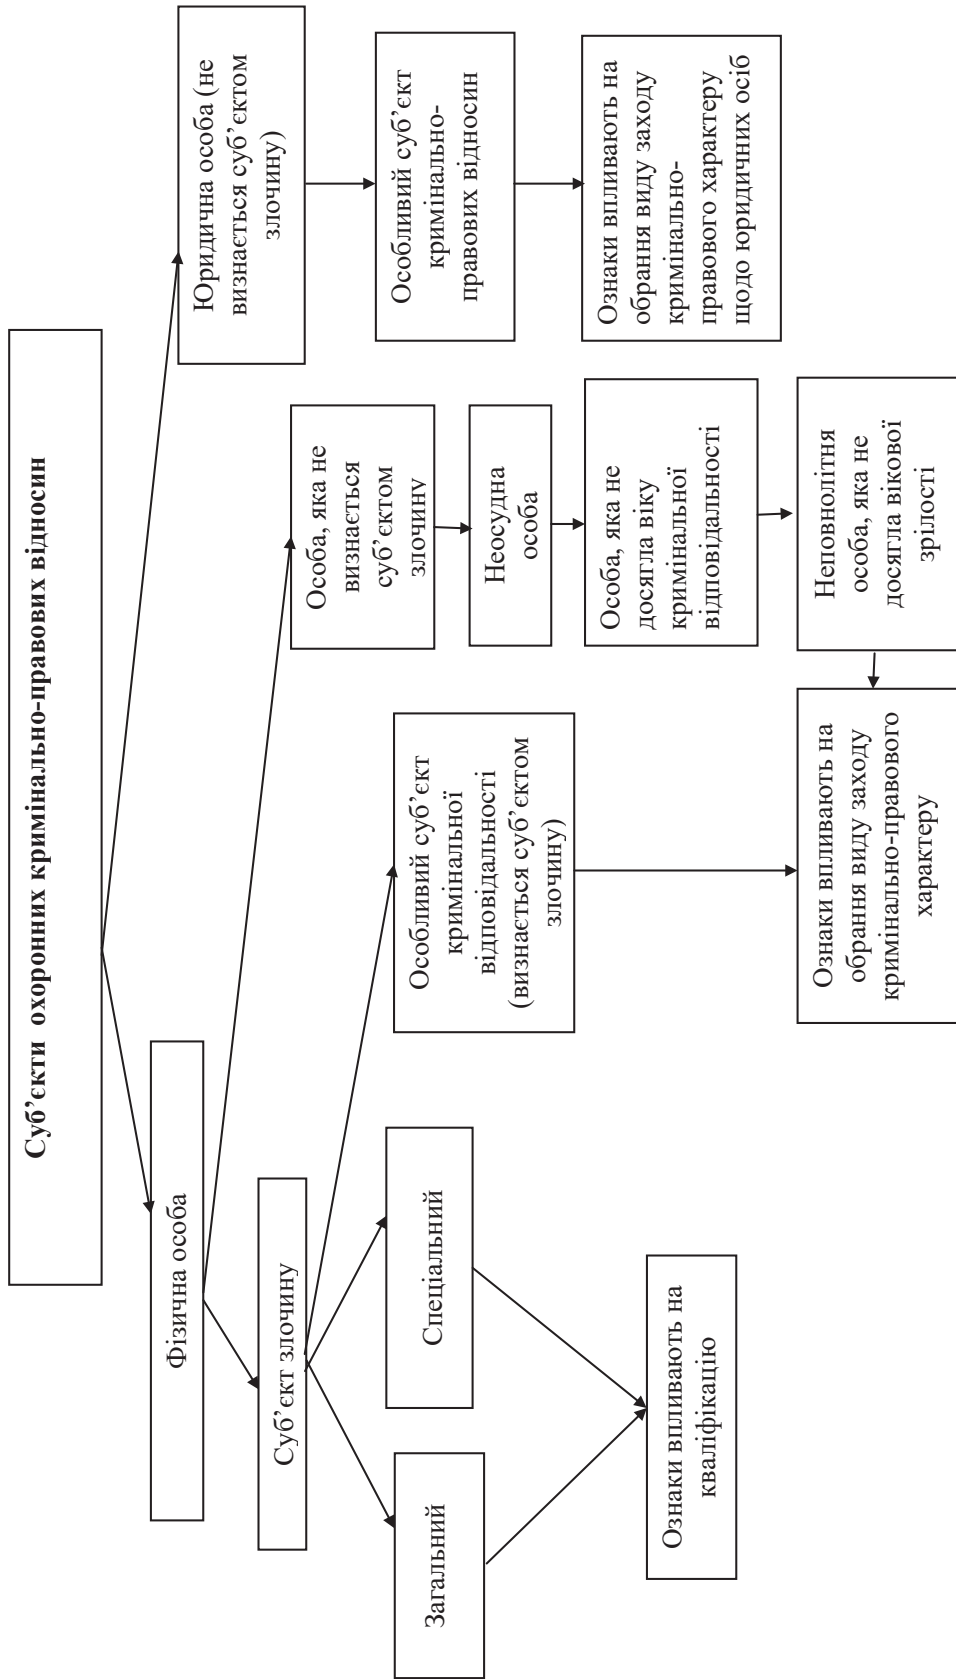 Суб’єкти охоронних кримінально-правових відносин
Фізична особа
Юридична особа (не
визнається суб’єктом
злочину)
Суб’єкт злочину
Особа, яка не
визнається
суб’єктом
злочину
Особливий суб’єкт
кримінально-
правових відносин
Загальний
Спеціальний
Особливий суб’єкт
кримінальної
відповідальності
(визнається суб’єктом
злочину)
Неосудна
особа
Особа, яка не
досягла віку
кримінальної
відповідальності
Ознаки впливають на
обрання виду заходу
кримінально-
правового характеру
щодо юридичних осіб
Ознаки впливають на
кваліфікацію
Ознаки впливають на
обрання виду заходу
кримінально-правового
характеру
Неповнолітня
особа, яка не
досягла вікової
зрілості